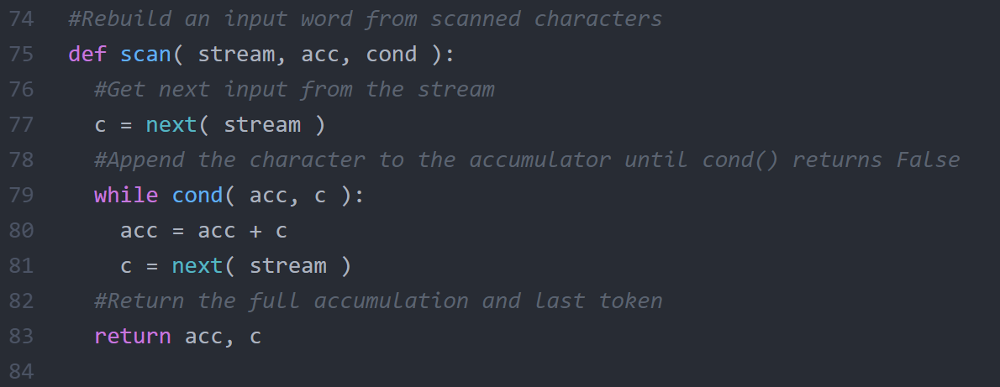 74 #Rebuild an input word from scanned characters
75 def scan( stream, acc, cond ):
76 #Get next input from the stream
77 c = next( stream )
78 #Append the character to the accumulator until cond() returns False
79 while cond( acc, c ):
80 acc = acc + c
81 c = next( stream )
82 #Return the full accumulation and last token
83 return acc, c
84